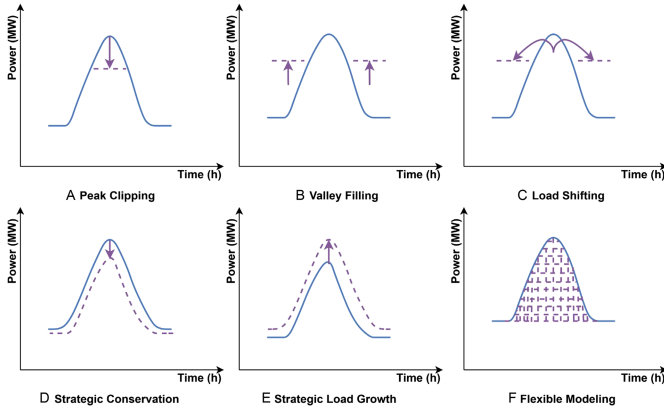 Power (MW)
Time (h)
A Peak Clipping
Power (MW)
Time (h)
B Valley Filling
Power (MW)
Time (h)
C Load Shifting
Power (MW)
Time (h)
D Strategic Conservation
Power (MW)
Time (h)
E Strategic Load Growth
Power (MW)
Time (h)
F Flexible Modeling